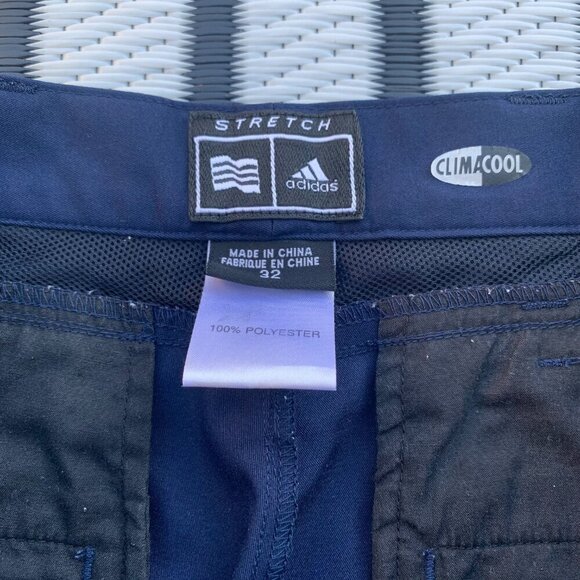 STRETCH
adidas
CLIMACOOL
MADE IN CHINA
FABRIQUE EN CHINE
32
100% POLYESTER